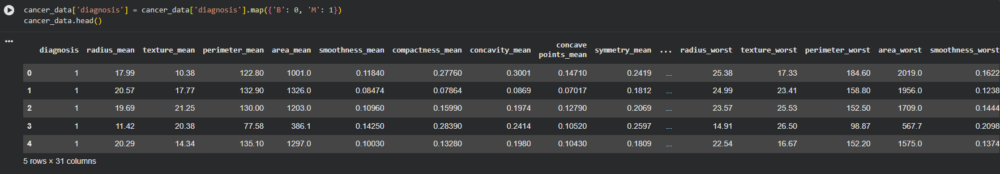 cancer_data['diagnosis'] = cancer_data['diagnosis'].map({'B': 0, 'M': 1})
cancer_data.head()
diagnosis radius_mean texture_mean perimeter_mean area_mean smoothness_mean compactness_mean concavity_mean concave points_mean symmetry_mean ... radius_worst texture_worst perimeter_worst area_worst smoothness_worst
0 1 17.99 10.38 122.80 1001.0 0.11840 0.27760 0.3001 0.14710 0.2419 ... 25.38 17.33 184.60 2019.0 0.1622
1 1 20.57 17.77 132.90 1326.0 0.08474 0.07864 0.0869 0.07017 0.1812 ... 24.99 23.41 158.80 1956.0 0.1238
2 1 19.69 21.25 130.00 1203.0 0.10960 0.15990 0.1974 0.12790 0.2069 ... 23.57 25.53 152.50 1709.0 0.1444
3 1 11.42 20.38 77.58 386.1 0.14250 0.28390 0.2414 0.10520 0.2597 ... 14.91 26.50 98.87 567.7 0.2098
4 1 20.29 14.34 135.10 1297.0 0.10030 0.13280 0.1980 0.10430 0.1809 ... 22.54 16.67 152.20 1575.0 0.1374
5 rows × 31 columns